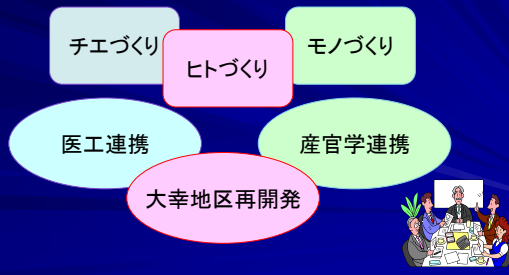 チエづくり
ヒトづくり
モノづくり
医工連携
産官学連携
大幸地区再開発